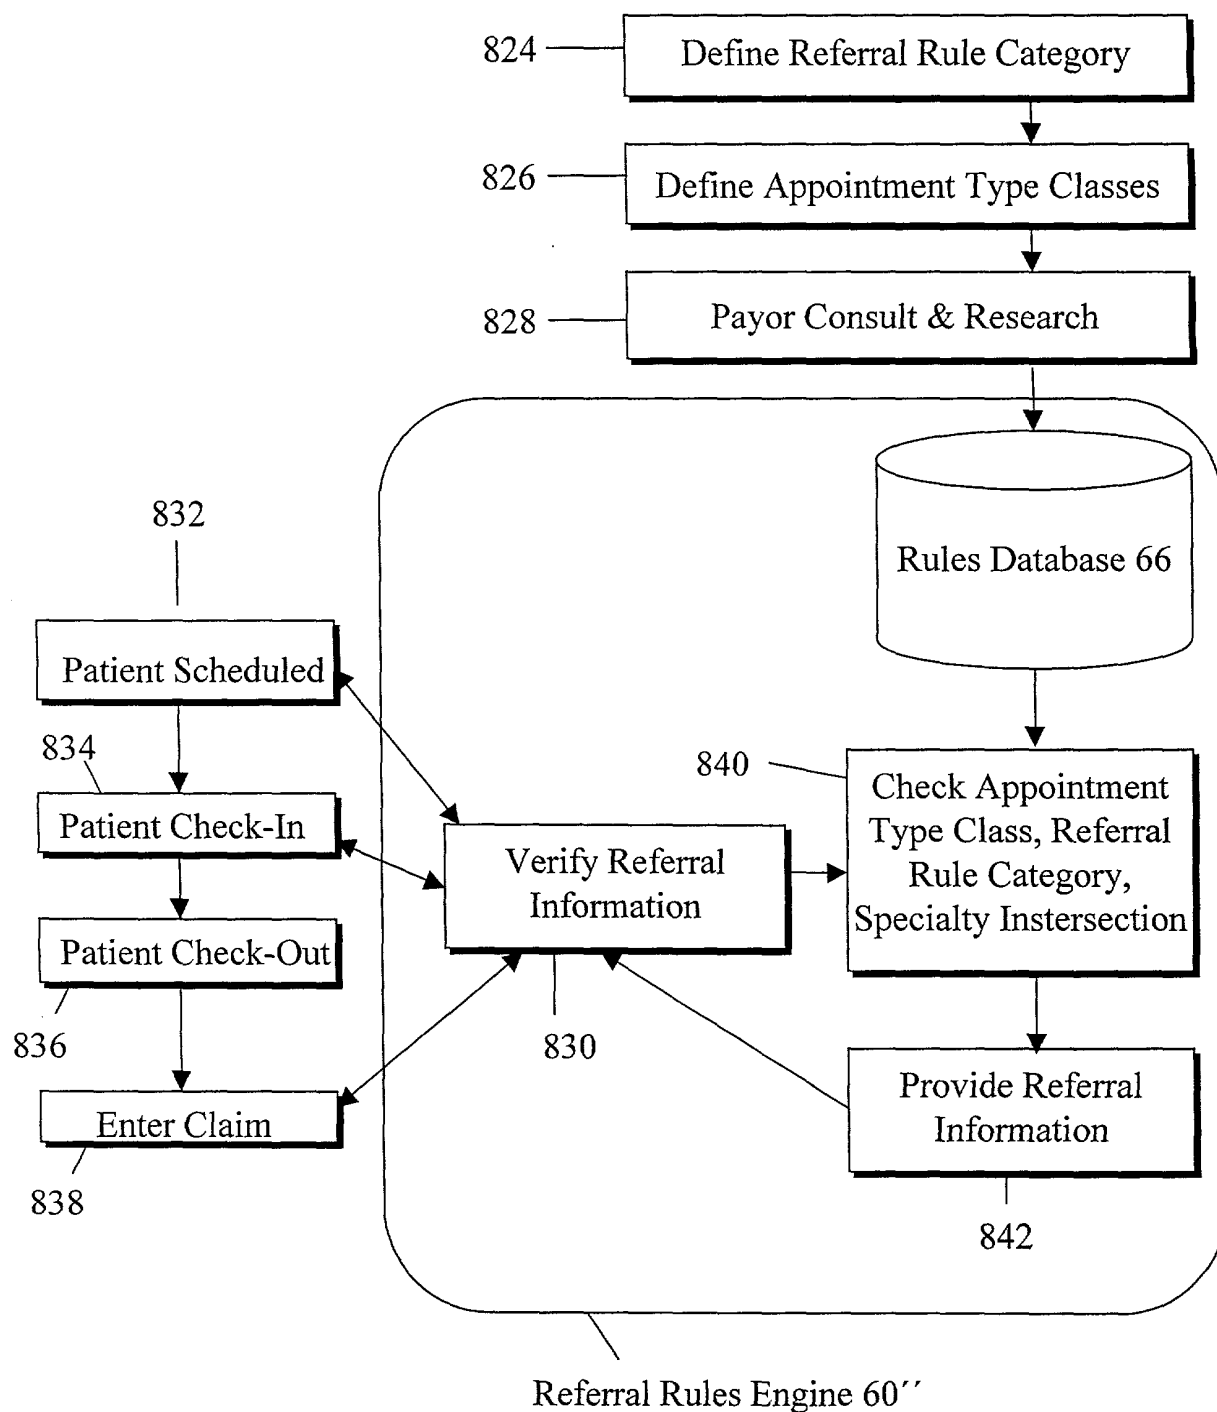 824
Define Referral Rule Category
826
Define Appointment Type Classes
828
Payor Consult & Research
Rules Database 66
832
Patient Scheduled
834
Patient Check-In
Patient Check-Out
836
Enter Claim
838
Verify Referral
Information
830
840
Check Appointment
Type Class, Referral
Rule Category,
Specialty Instersection
Provide Referral
Information
842
Referral Rules Engine 60´´